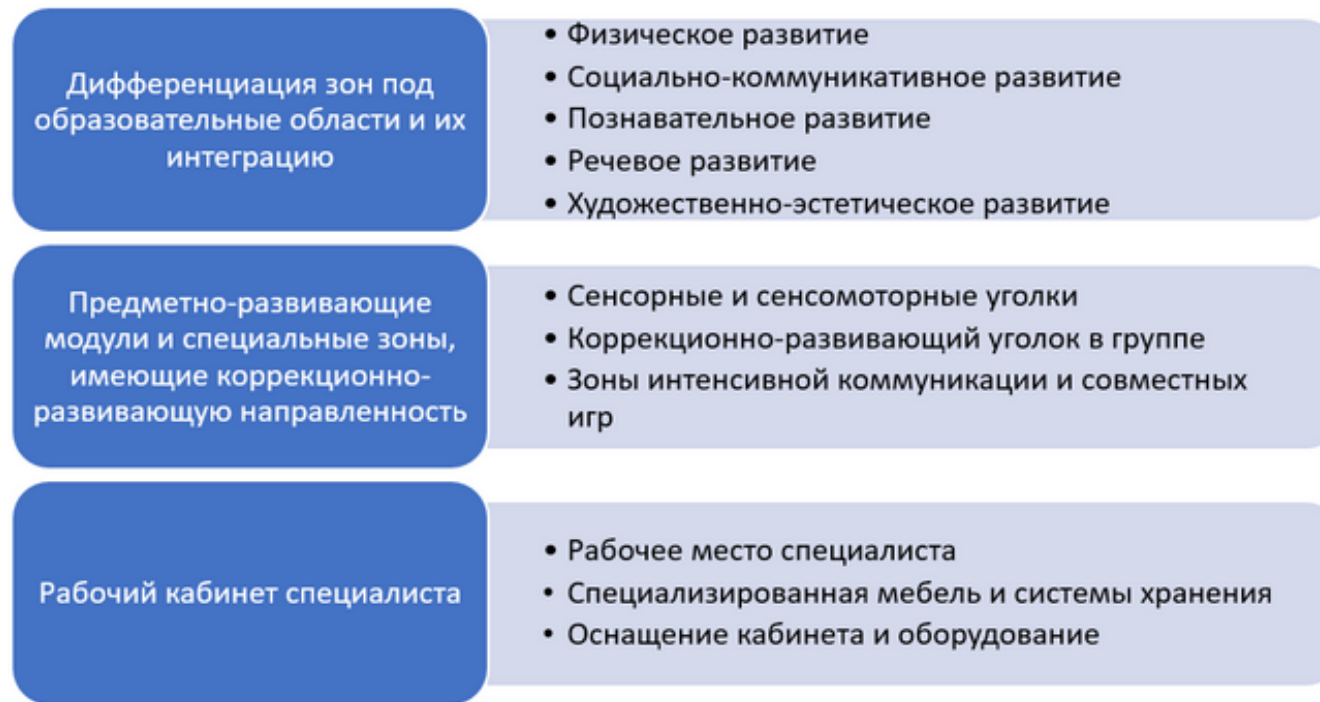 Дифференциация зон под
образовательные области и их
интеграцию
• Физическое развитие
• Социально-коммуникативное развитие
• Познавательное развитие
• Речевое развитие
• Художественно-эстетическое развитие
Предметно-развивающие
модули и специальные зоны,
имеющие коррекционно-
развивающую направленность
• Сенсорные и сенсомоторные уголки
• Коррекционно-развивающий уголок в группе
• Зоны интенсивной коммуникации и совместных
игр
Рабочий кабинет специалиста
• Рабочее место специалиста
• Специализированная мебель и системы хранения
• Оснащение кабинета и оборудование